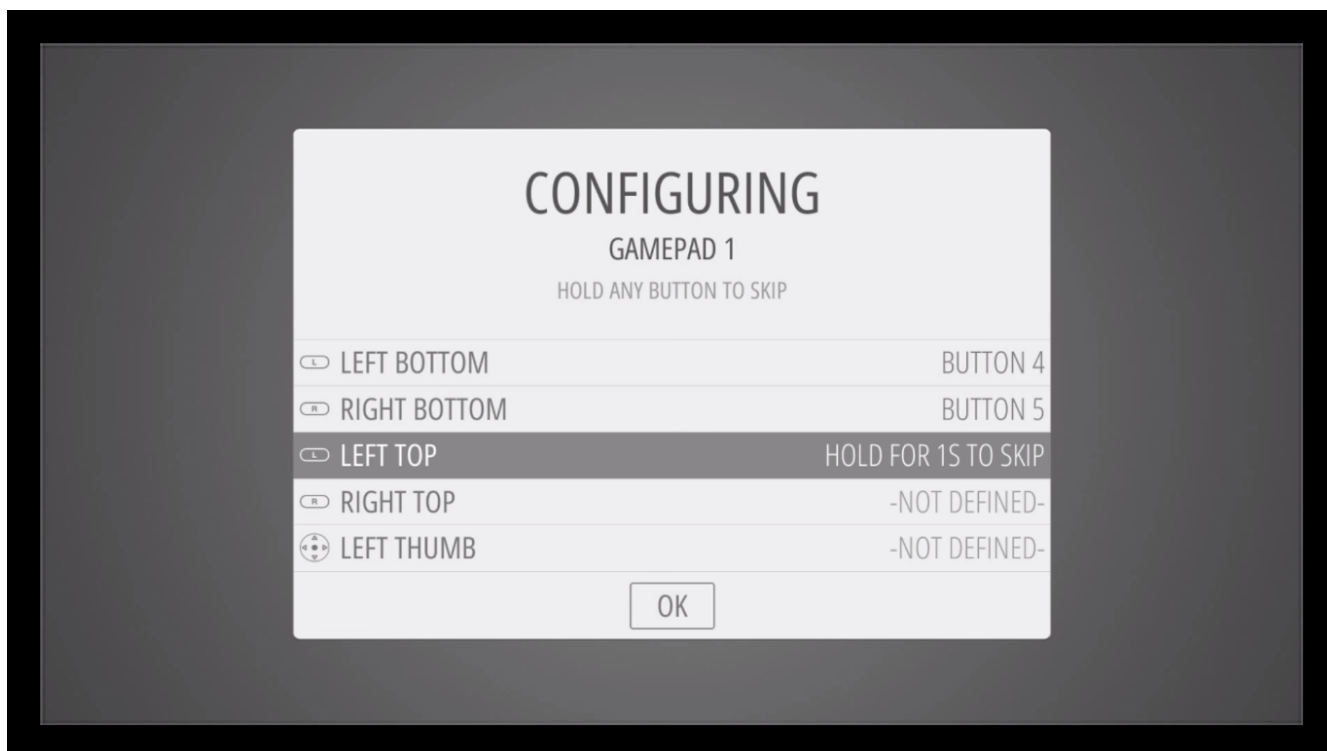 CONFIGURING
GAMEPAD 1
HOLD ANY BUTTON TO SKIP
L LEFT BOTTOM BUTTON 4
R RIGHT BOTTOM BUTTON 5
L LEFT TOP HOLD FOR 1S TO SKIP
R RIGHT TOP -NOT DEFINED-
LEFT THUMB -NOT DEFINED-
OK